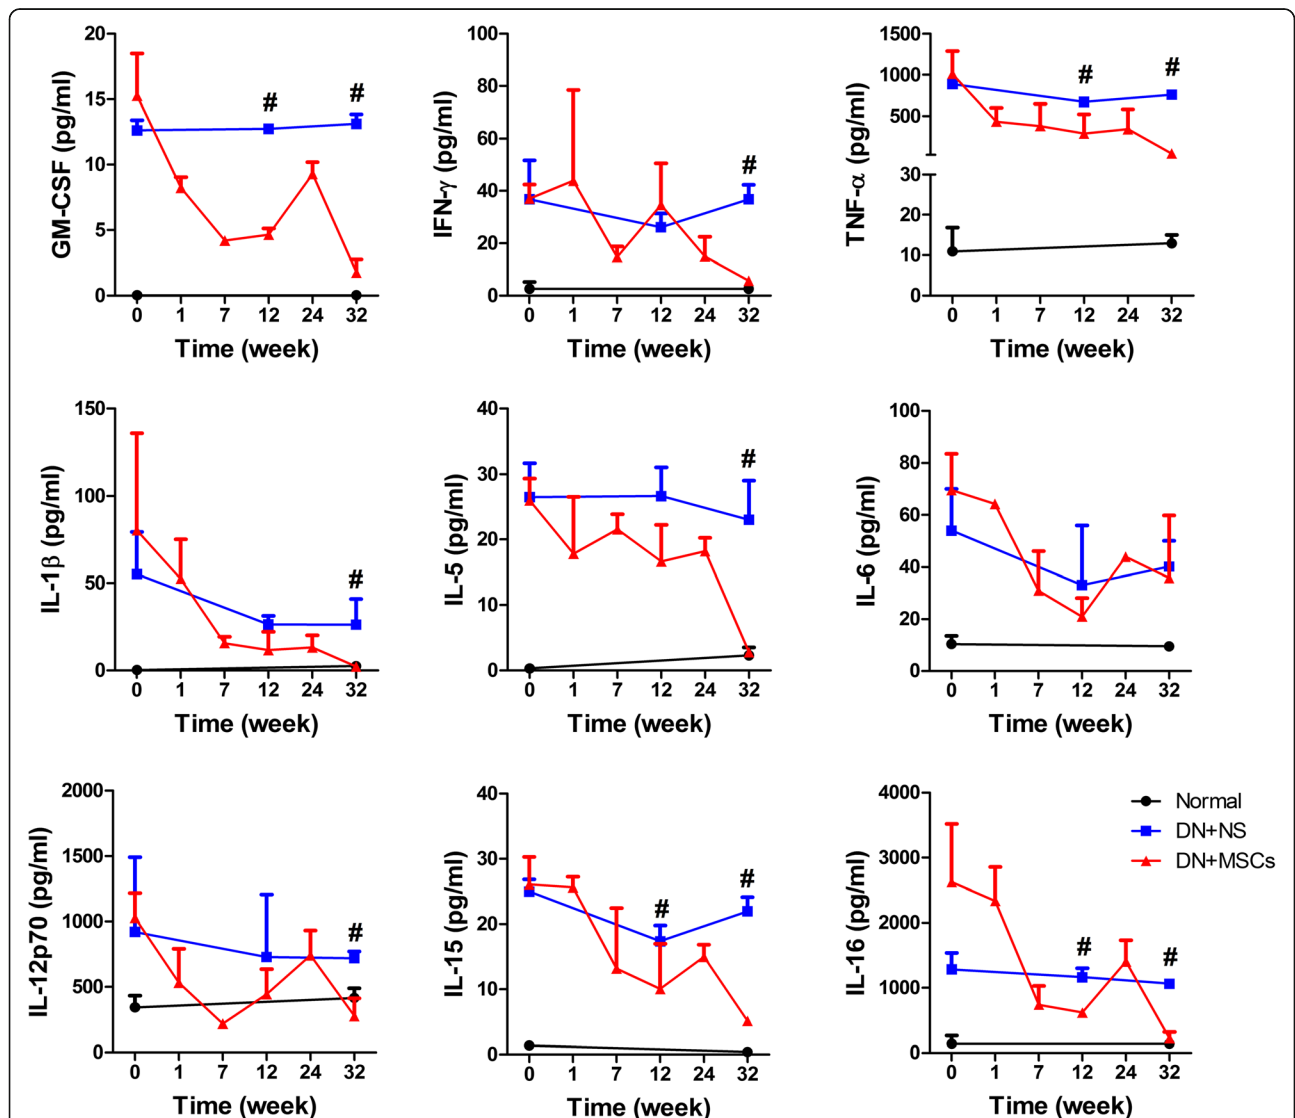 GM-CSF (pg/ml)
20
15
10
5
0
#
#
0 1 7 12 24 32
Time (week)
IFN-γ (pg/ml)
100
80
60
40
20
0
#
0 1 7 12 24 32
Time (week)
TNF-α (pg/ml)
1500
1000
500
30
20
10
0
#
#
0 1 7 12 24 32
Time (week)
IL-1β (pg/ml)
150
100
50
0
#
0 1 7 12 24 32
Time (week)
IL-5 (pg/ml)
40
30
20
10
0
#
0 1 7 12 24 32
Time (week)
IL-6 (pg/ml)
100
80
60
40
20
0
0 1 7 12 24 32
Time (week)
IL-12p70 (pg/ml)
2000
1500
1000
500
0
#
0 1 7 12 24 32
Time (week)
IL-15 (pg/ml)
40
30
20
10
0
#
#
0 1 7 12 24 32
Time (week)
IL-16 (pg/ml)
4000
3000
2000
1000
0
#
#
0 1 7 12 24 32
Time (week)
Normal
DN+NS
DN+MSCs